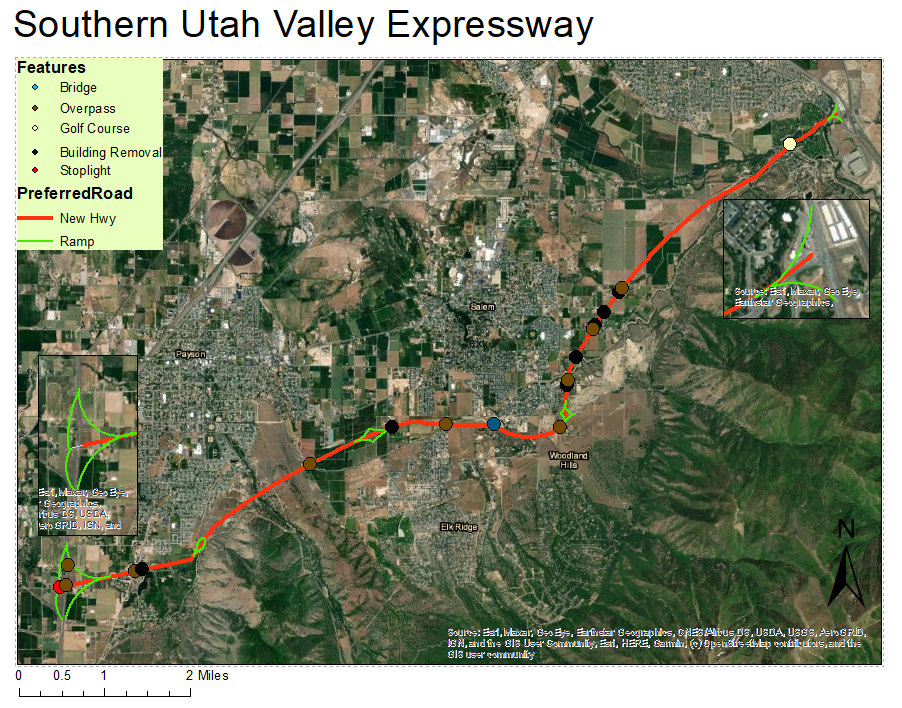 Southern Utah Valley Expressway
Features
Bridge
Overpass
Golf Course
Building Removal
Stoplight
PreferredRoad
New Hwy
Ramp
Source: Esri, Maxar, GeoEye,
Earthstar Geographics,
Salem
Payson
Woodland
Hills
Elk Ridge
Esri, Maxar, GeoEye,
Geographics,
rbus DS, USDA,
AeroGRID, IGN, and
N
Source: Esri, Maxar, GeoEye, Earthstar Geographics, CNES/Airbus DS, USDA, USGS, AeroGRID,
IGN, and the GIS User Community, Esri, HERE, Garmin, (c) OpenStreetMap contributors, and the
GIS user community
0 0.5 1 2 Miles